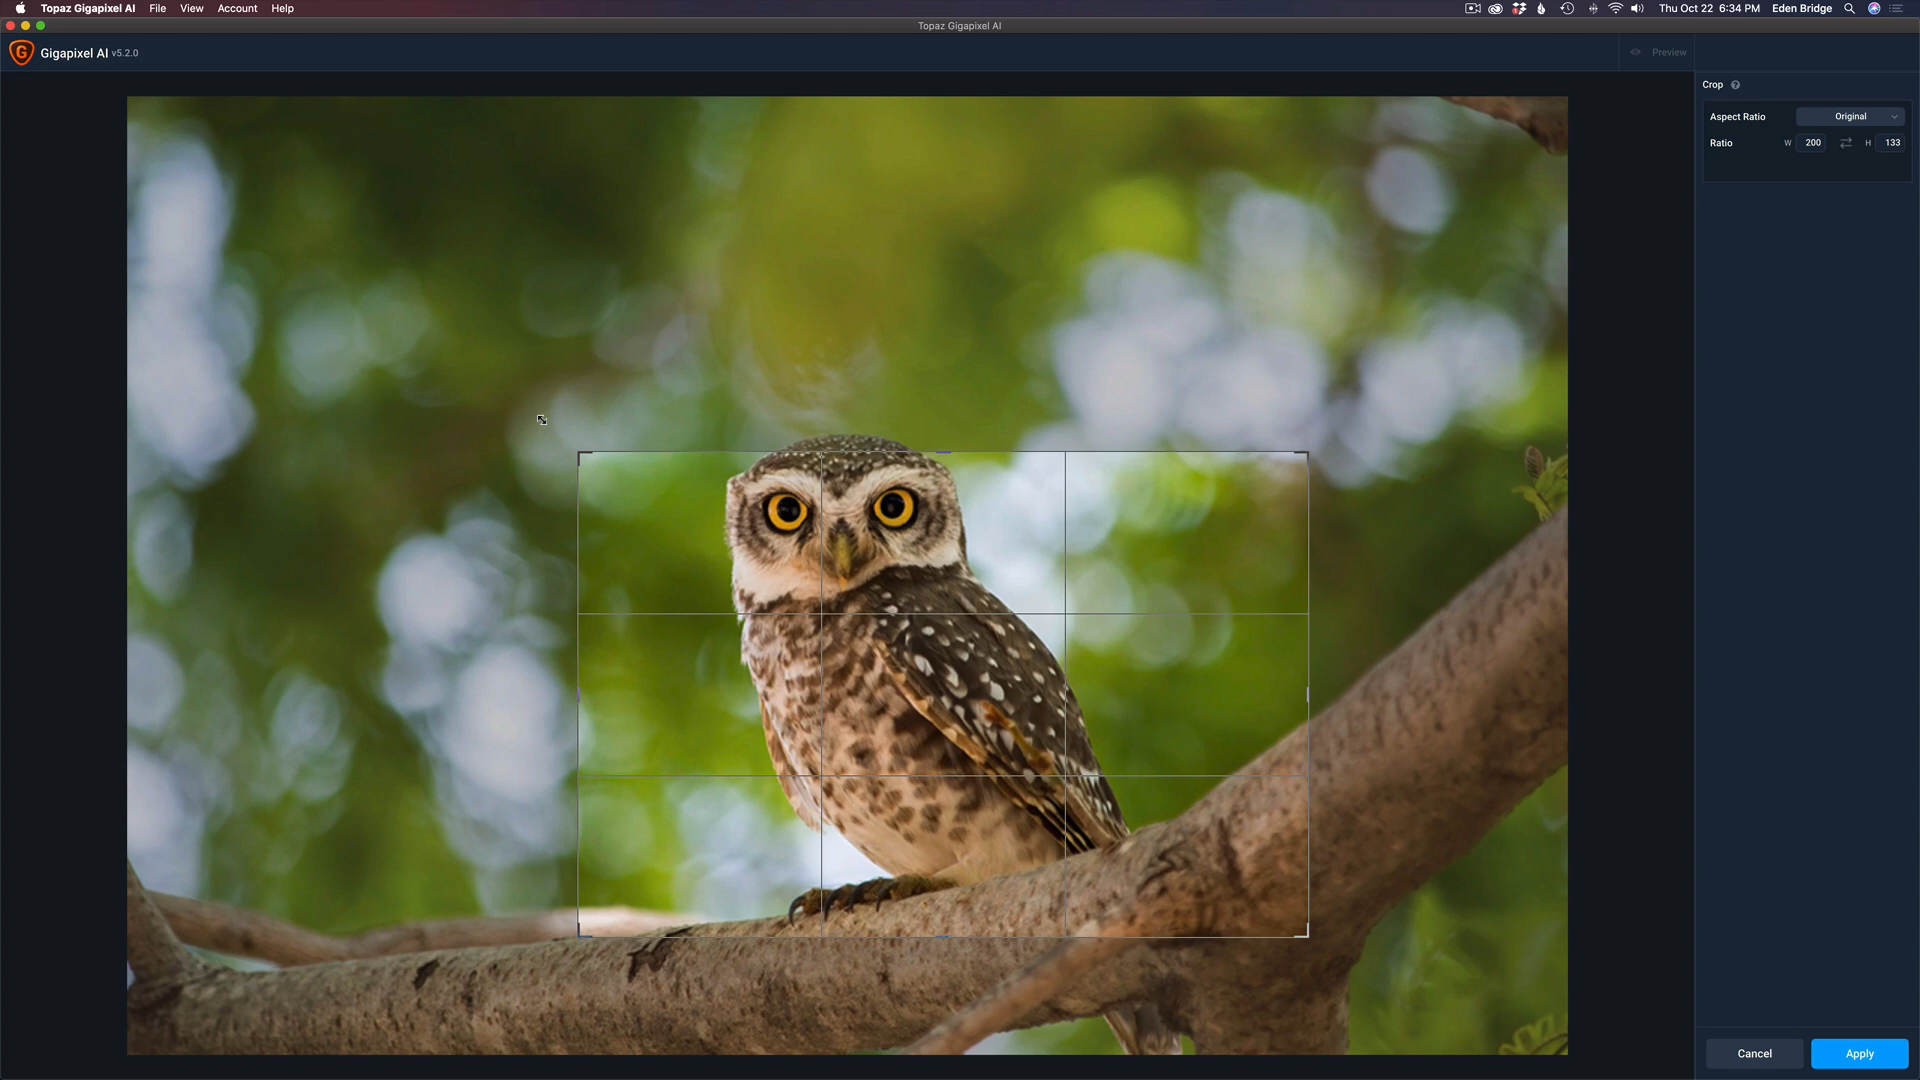 Topaz Gigapixel AI File View Account Help Thu Oct 22 6:34 PM Eden Bridge
Topaz Gigapixel AI
Gigapixel AI v5.2.0 Preview
Crop ?
Aspect Ratio Original
Ratio W 200 H 133
Cancel Apply